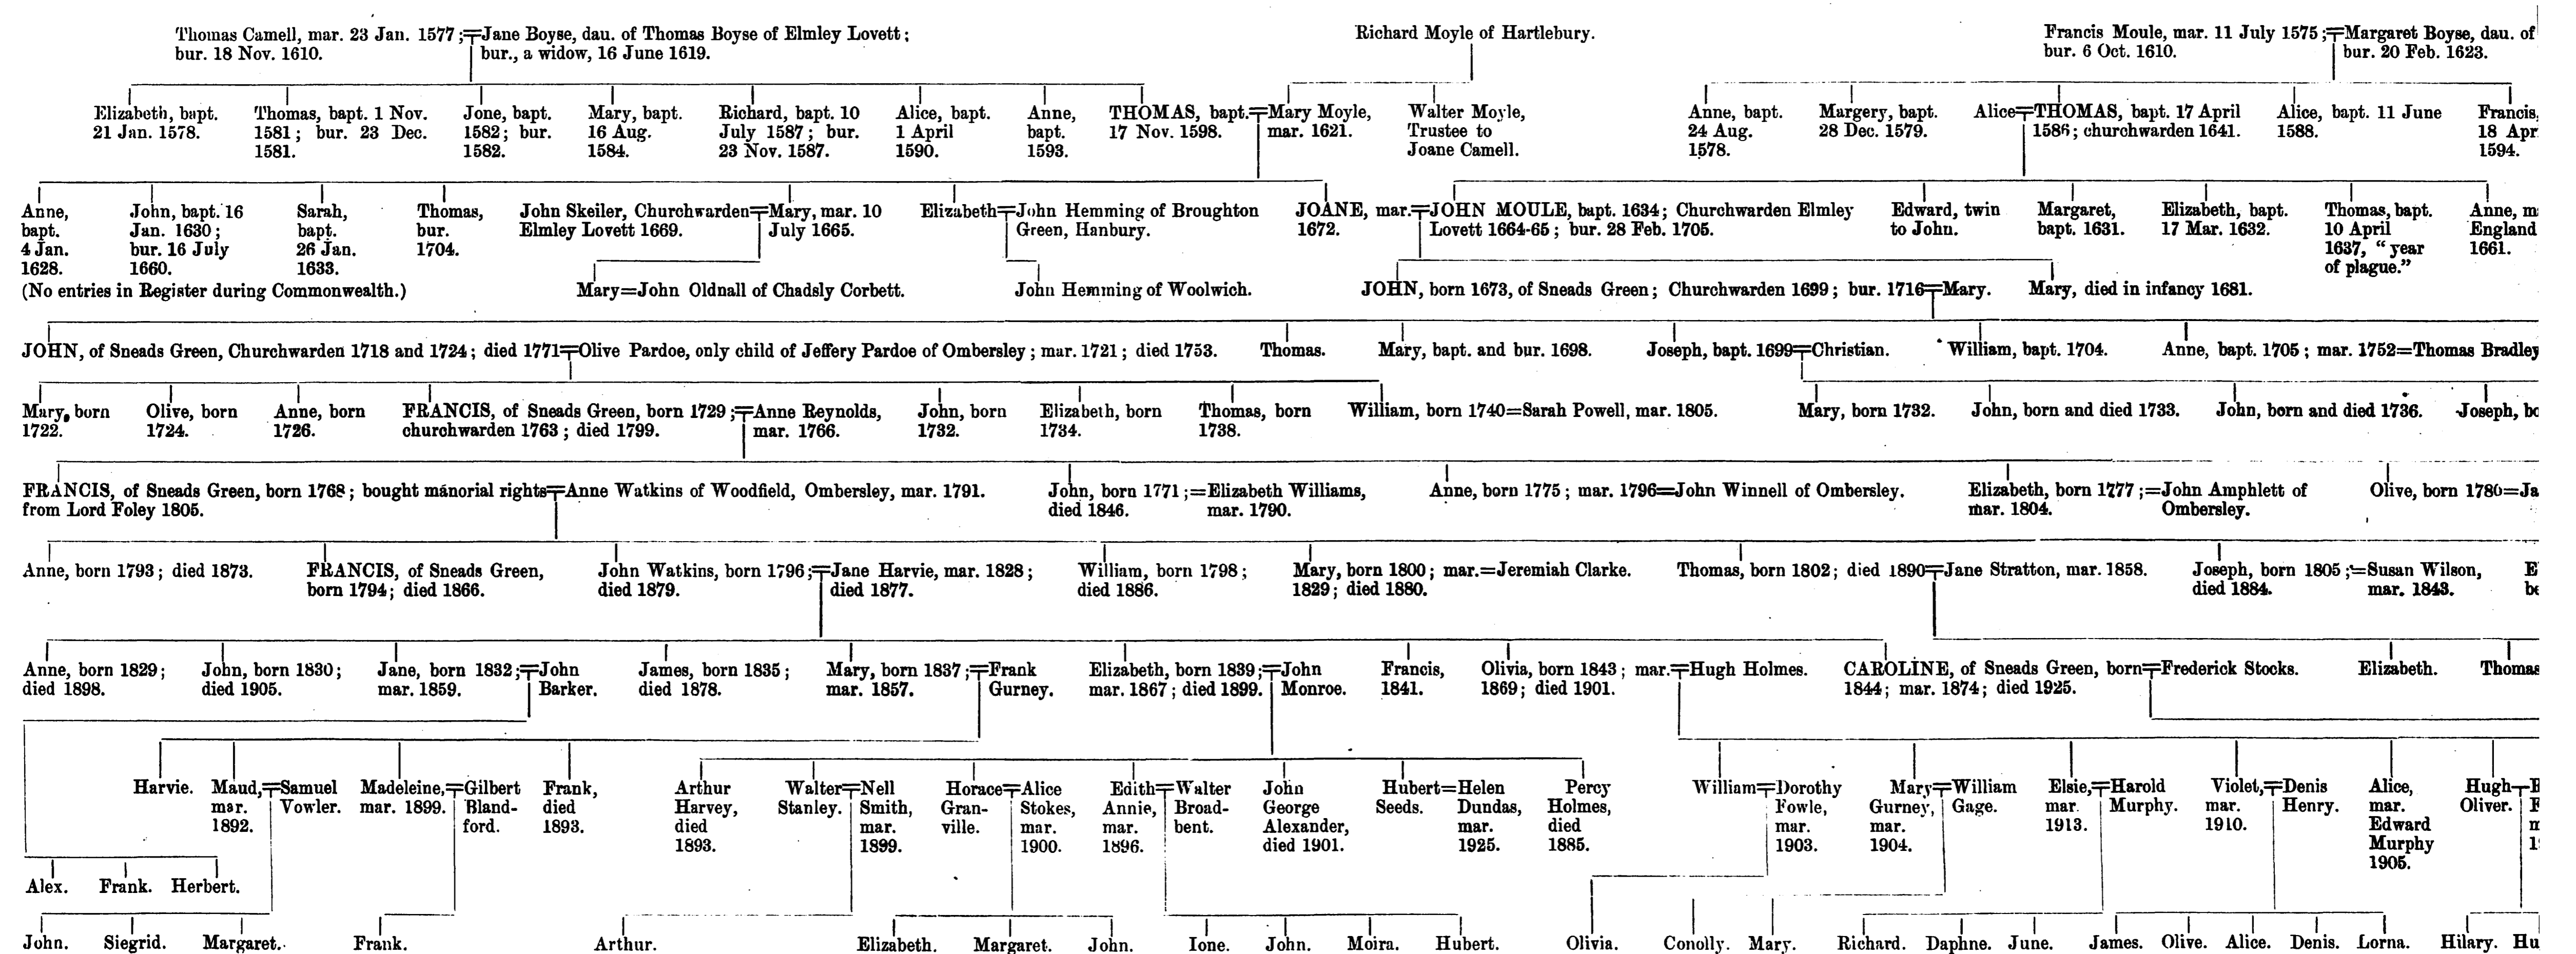 Thomas Camell, mar. 23 Jan. 1577; Jane Boyse, dau. of Thomas Boyse of Elmley Lovett;
bur. 18 Nov. 1610. bur., a widow, 16 June 1619.
Richard Moyle of Hartlebury.
Francis Moule, mar. 11 July 1575; Margaret Boyse, dau. of
bur. 6 Oct. 1610. bur. 20 Feb. 1623.
Elizabeth, bapt.
21 Jan. 1578.
Thomas, bapt. 1 Nov.
1581; bur. 23 Dec.
1581.
Jone, bapt.
1582; bur.
1582.
Mary, bapt.
16 Aug.
1584.
Richard, bapt. 10
July 1587; bur.
23 Nov. 1587.
Alice, bapt.
1 April
1590.
Anne,
bapt.
1593.
THOMAS, bapt.=Mary Moyle,
17 Nov. 1598. mar. 1621.
Walter Moyle,
Trustee to
Joane Camell.
Anne, bapt.
24 Aug.
1578.
Margery, bapt.
28 Dec. 1579.
Alice=THOMAS, bapt. 17 April
1586; churchwarden 1641.
Alice, bapt. 11 June
1588.
Francis,
18 Apr
1594.
Anne,
bapt.
4 Jan.
1628.
John, bapt. 16
Jan. 1630;
bur. 16 July
1660.
Sarah,
bapt.
26 Jan.
1633.
Thomas,
bur.
1704.
John Skeiler, Churchwarden=Mary, mar. 10
Elmley Lovett 1669. July 1665.
Elizabeth=John Hemming of Broughton
Green, Hanbury.
JOANE, mar.=JOHN MOULE, bapt. 1634; Churchwarden Elmley
1672. Lovett 1664-65; bur. 28 Feb. 1705.
Edward, twin
to John.
Margaret,
bapt. 1631.
Elizabeth, bapt.
17 Mar. 1632.
Thomas, bapt.
10 April
1637, "year
of plague."
Anne, m
England
1661.
(No entries in Register during Commonwealth.)
Mary=John Oldnall of Chadsly Corbett.
John Hemming of Woolwich.
JOHN, born 1673, of Sneads Green; Churchwarden 1699; bur. 1716=Mary.
Mary, died in infancy 1681.
JOHN, of Sneads Green, Churchwarden 1718 and 1724; died 1771=Olive Pardoe, only child of Jeffery Pardoe of Ombersley; mar. 1721; died 1753.
Thomas.
Mary, bapt. and bur. 1698.
Joseph, bapt. 1699=Christian.
William, bapt. 1704.
Anne, bapt. 1705; mar. 1752=Thomas Bradley
Mary, born
1722.
Olive, born
1724.
Anne, born
1726.
FRANCIS, of Sneads Green, born 1729;=Anne Reynolds,
churchwarden 1763; died 1799. mar. 1766.
John, born
1732.
Elizabeth, born
1734.
Thomas, born
1738.
William, born 1740=Sarah Powell, mar. 1805.
Mary, born 1732.
John, born and died 1733.
John, born and died 1736.
Joseph, bo
FRANCIS, of Sneads Green, born 1768; bought manorial rights=Anne Watkins of Woodfield, Ombersley, mar. 1791.
from Lord Foley 1805.
John, born 1771;=Elizabeth Williams,
died 1846. mar. 1790.
Anne, born 1775; mar. 1796=John Winnell of Ombersley.
Elizabeth, born 1777;=John Amphlett of
mar. 1804. Ombersley.
Olive, born 1780=Ja
Anne, born 1793; died 1873.
FRANCIS, of Sneads Green,
born 1794; died 1866.
John Watkins, born 1796;=Jane Harvie, mar. 1828;
died 1879. died 1877.
William, born 1798;
died 1886.
Mary, born 1800; mar.=Jeremiah Clarke.
1829; died 1880.
Thomas, born 1802; died 1890=Jane Stratton, mar. 1858.
Joseph, born 1805;=Susan Wilson,
died 1884. mar. 1843.
E
be
Anne, born 1829;
died 1898.
John, born 1830;
died 1905.
Jane, born 1832;=John
mar. 1859. Barker.
James, born 1835;
died 1878.
Mary, born 1837;=Frank
mar. 1857. Gurney.
Elizabeth, born 1839;=John
mar. 1867; died 1899. Monroe.
Francis,
1841.
Olivia, born 1843; mar.=Hugh Holmes.
1869; died 1901.
CAROLINE, of Sneads Green, born=Frederick Stocks.
1844; mar. 1874; died 1925.
Elizabeth.
Thomas
Harvie.
Maud,=Samuel
mar. Vowler.
1892.
Madeleine,=Gilbert
mar. 1899. Bland-
ford.
Frank,
died
1893.
Arthur
Harvey,
died
1893.
Walter=Nell
Stanley. Smith,
mar.
1899.
Horace=Alice
Gran- Stokes,
ville. mar.
1900.
Edith=Walter
Annie, Broad-
mar. bent.
1896.
John
George
Alexander,
died 1901.
Hubert=Helen
Seeds. Dundas,
mar.
1925.
Percy
Holmes,
died
1885.
William=Dorothy
Fowle,
mar.
1903.
Mary=William
Gurney, Gage.
mar.
1904.
Elsie,=Harold
mar. Murphy.
1913.
Violet,=Denis
mar. Henry.
1910.
Alice,
mar.
Edward
Murphy
1905.
Hugh
Oliver.
Alex. Frank. Herbert.
John. Siegrid. Margaret. Frank. Arthur. Elizabeth. Margaret. John. Ione. John. Moira. Hubert. Olivia. Conolly. Mary. Richard. Daphne. June. James. Olive. Alice. Denis. Lorna. Hilary. Hu